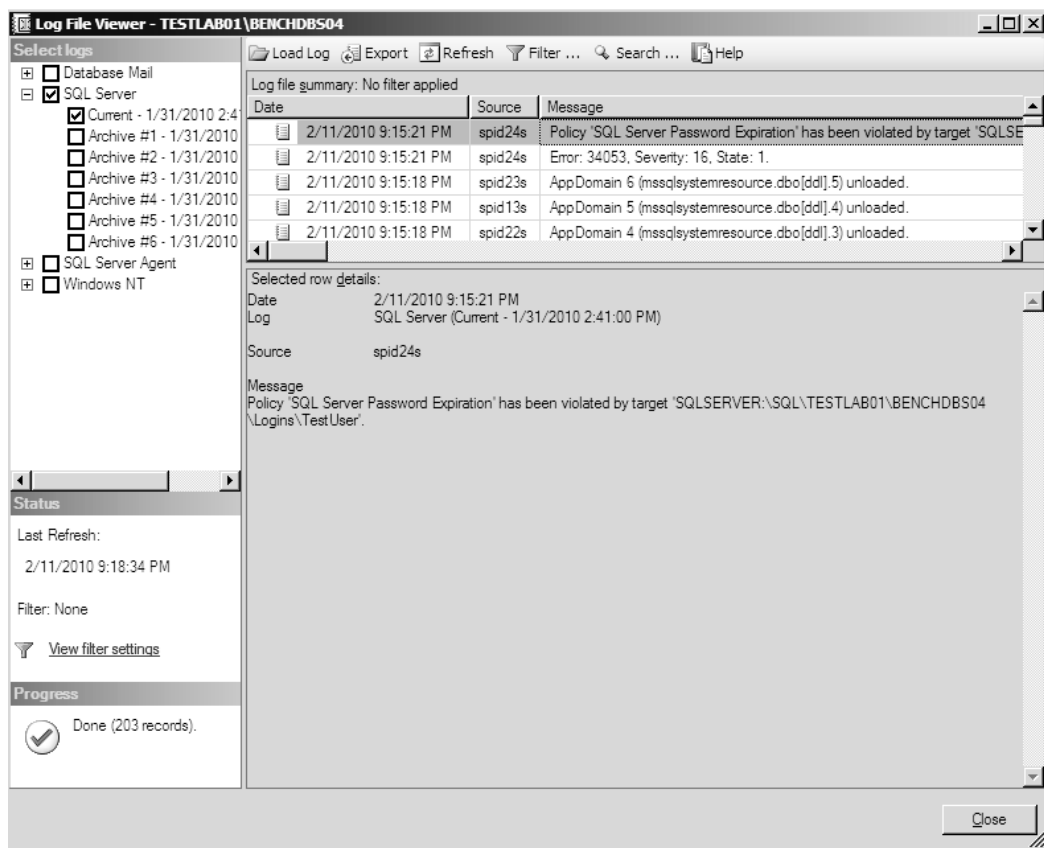 Log File Viewer - TESTLAB01\BENCHDBS04
Select logs
Database Mail
SQL Server
Current - 1/31/2010 2:4
Archive #1 - 1/31/2010
Archive #2 - 1/31/2010
Archive #3 - 1/31/2010
Archive #4 - 1/31/2010
Archive #5 - 1/31/2010
Archive #6 - 1/31/2010
SQL Server Agent
Windows NT
Load Log Export Refresh Filter ... Search ... Help
Log file summary: No filter applied
Date Source Message
2/11/2010 9:15:21 PM spid24s Policy 'SQL Server Password Expiration' has been violated by target 'SQLSE
2/11/2010 9:15:21 PM spid24s Error: 34053, Severity: 16, State: 1.
2/11/2010 9:15:18 PM spid23s AppDomain 6 (mssqlsystemresource.dbo[ddl].5) unloaded.
2/11/2010 9:15:18 PM spid13s AppDomain 5 (mssqlsystemresource.dbo[ddl].4) unloaded.
2/11/2010 9:15:18 PM spid22s AppDomain 4 (mssqlsystemresource.dbo[ddl].3) unloaded.
Selected row details:
Date 2/11/2010 9:15:21 PM
Log SQL Server (Current - 1/31/2010 2:41:00 PM)
Source spid24s
Message
Policy 'SQL Server Password Expiration' has been violated by target 'SQLSERVER:\SQL\TESTLAB01\BENCHDBS04
\Logins\TestUser'.
Status
Last Refresh:
2/11/2010 9:18:34 PM
Filter: None
View filter settings
Progress
Done (203 records).
Close